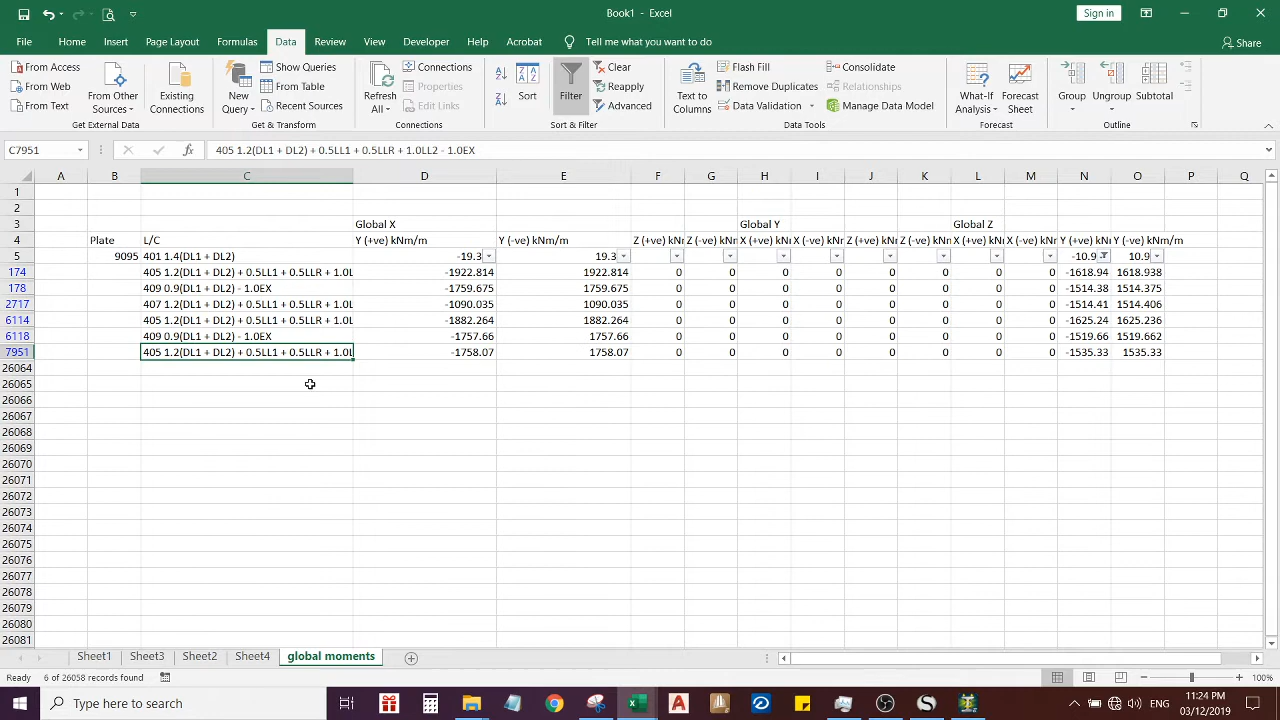 Book1 - Excel
Sign in
File Home Insert Page Layout Formulas Data Review View Developer Help Acrobat Tell me what you want to do Share
From Access
From Web
From Text
From Other Sources
Existing Connections
Get External Data
New Query
Show Queries
From Table
Recent Sources
Get & Transform
Refresh All
Connections
Properties
Edit Links
Connections
Sort
Filter
Clear
Reapply
Advanced
Sort & Filter
Text to Columns
Flash Fill
Remove Duplicates
Data Validation
Consolidate
Relationships
Manage Data Model
Data Tools
What-If Analysis
Forecast Sheet
Forecast
Group
Ungroup
Subtotal
Outline
C7951 fx 405 1.2(DL1 + DL2) + 0.5LL1 + 0.5LLR + 1.0LL2 - 1.0EX
A B C D E F G H I J K L M N O P Q
1
2
3 Global X Global Y Global Z
4 Plate L/C Y (+ve) kNm/m Y (-ve) kNm/m Z (+ve) kNr Z (-ve) kNr X (+ve) kNr X (-ve) kNr Z (+ve) kNr Z (-ve) kNr X (+ve) kNr X (-ve) kNr Y (+ve) kNr Y (-ve) kNm/m
5 9095 401 1.4(DL1 + DL2) -19.3 19.3 -10.9 10.9
174 405 1.2(DL1 + DL2) + 0.5LL1 + 0.5LLR + 1.0L -1922.814 1922.814 0 0 0 0 0 0 0 0 -1618.94 1618.938
178 409 0.9(DL1 + DL2) - 1.0EX -1759.675 1759.675 0 0 0 0 0 0 0 0 -1514.38 1514.375
2717 407 1.2(DL1 + DL2) + 0.5LL1 + 0.5LLR + 1.0L -1090.035 1090.035 0 0 0 0 0 0 0 0 -1514.41 1514.406
6114 405 1.2(DL1 + DL2) + 0.5LL1 + 0.5LLR + 1.0L -1882.264 1882.264 0 0 0 0 0 0 0 0 -1625.24 1625.236
6118 409 0.9(DL1 + DL2) - 1.0EX -1757.66 1757.66 0 0 0 0 0 0 0 0 -1519.66 1519.662
7951 405 1.2(DL1 + DL2) + 0.5LL1 + 0.5LLR + 1.0L -1758.07 1758.07 0 0 0 0 0 0 0 0 -1535.33 1535.33
26064
26065
26066
26067
26068
26069
26070
26071
26072
26073
26074
26075
26076
26077
26078
26079
26080
26081
Sheet1 Sheet3 Sheet2 Sheet4 global moments
Ready 6 of 26058 records found 100%
Type here to search
ENG
11:24 PM
03/12/2019